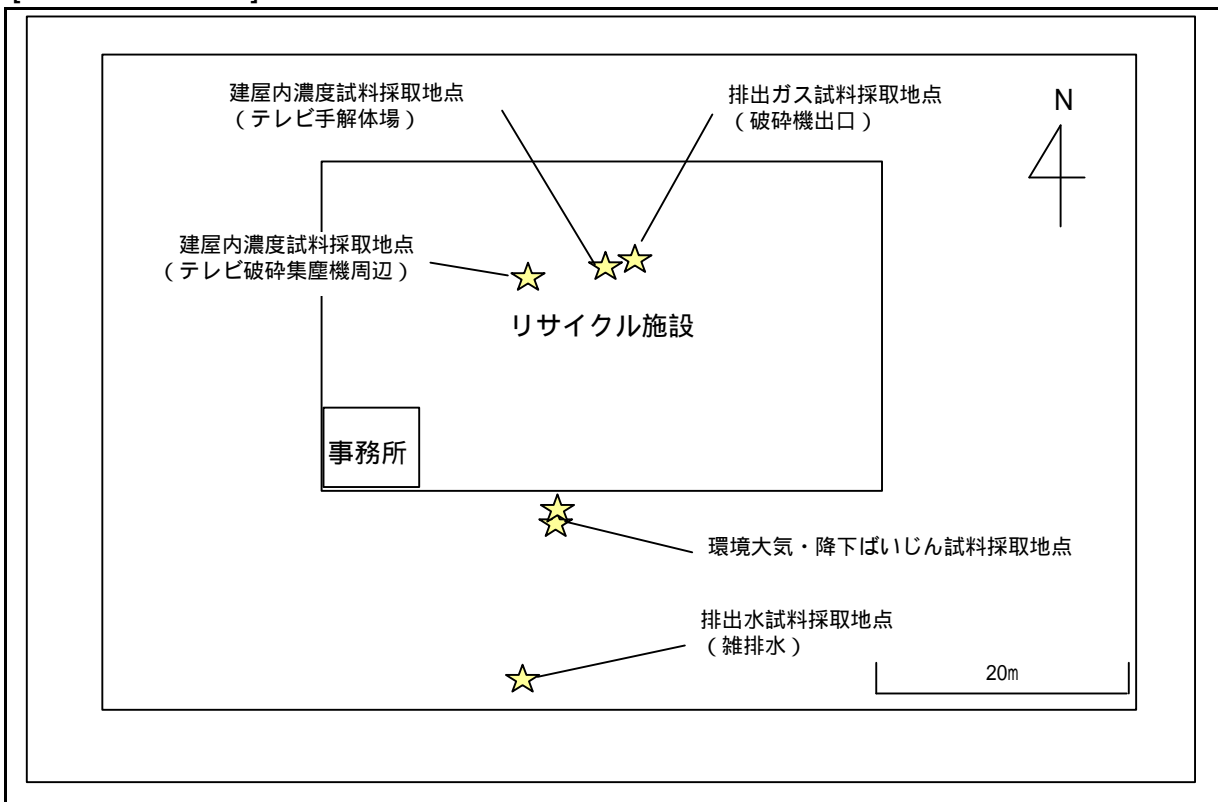 建屋内濃度試料採取地点
（テレビ手解体場）
排出ガス試料採取地点
（破砕機出口）
N
建屋内濃度試料採取地点
（テレビ破砕集塵機周辺）
リサイクル施設
事務所
環境大気・降下ばいじん試料採取地点
排出水試料採取地点
（雑排水）
20m